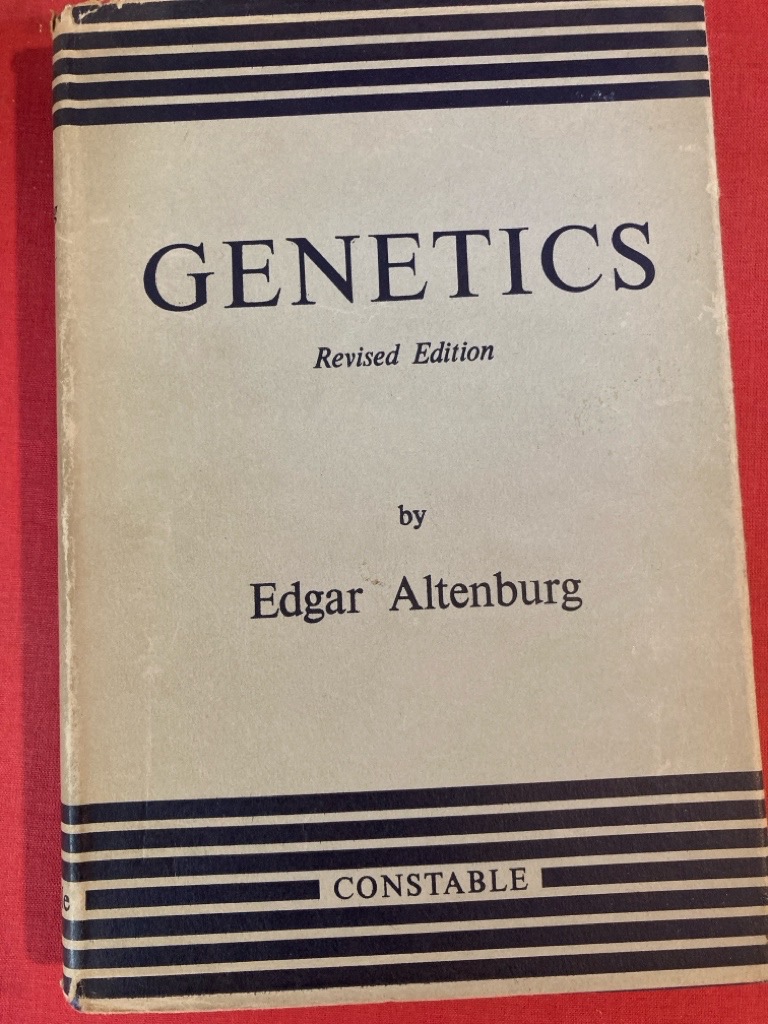 GENETICS
Revised Edition
by
Edgar Altenburg
CONSTABLE
e